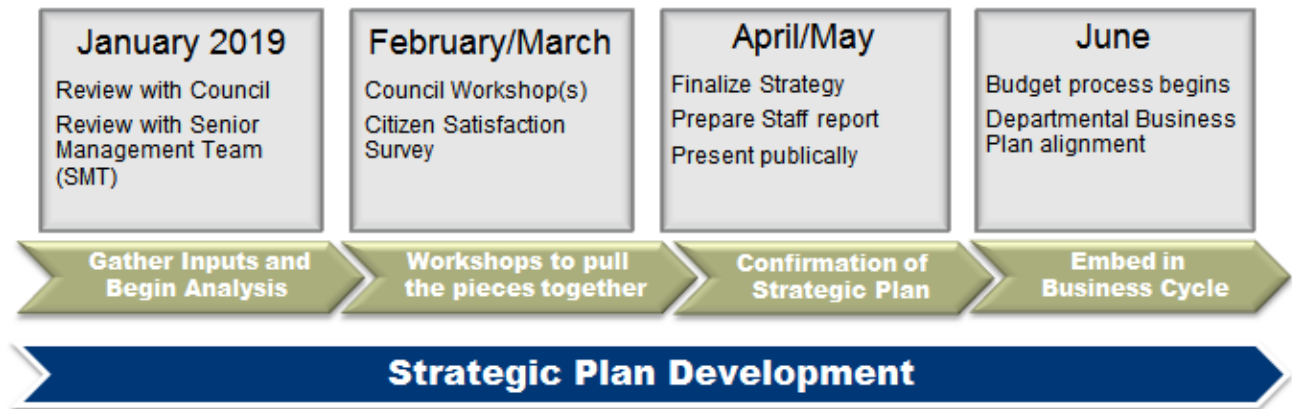 January 2019
Review with Council
Review with Senior
Management Team
(SMT)
February/March
Council Workshop(s)
Citizen Satisfaction
Survey
April/May
Finalize Strategy
Prepare Staff report
Present publically
June
Budget process begins
Departmental Business
Plan alignment
Gather Inputs and
Begin Analysis
Workshops to pull
the pieces together
Confirmation of
Strategic Plan
Embed in
Business Cycle
Strategic Plan Development